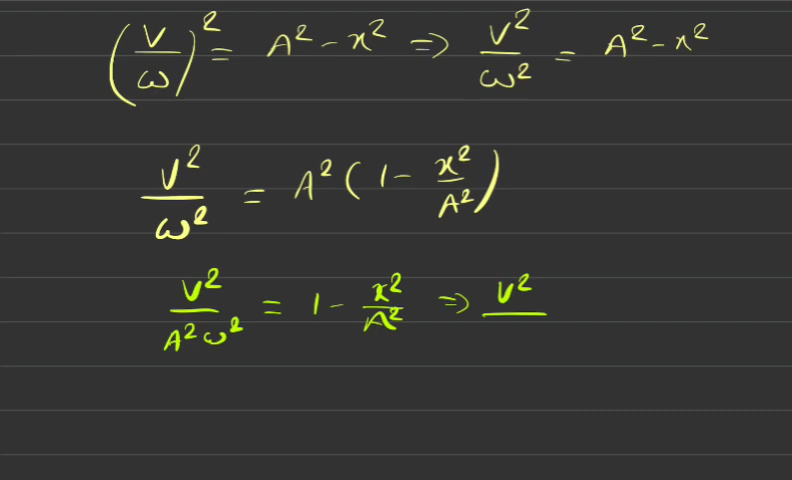 (v/ω)² = A² - x² => v²/ω² = A² - x²
v²/ω² = A² (1 - x²/A²)
v²/A²ω² = 1 - x²/A² => v²/